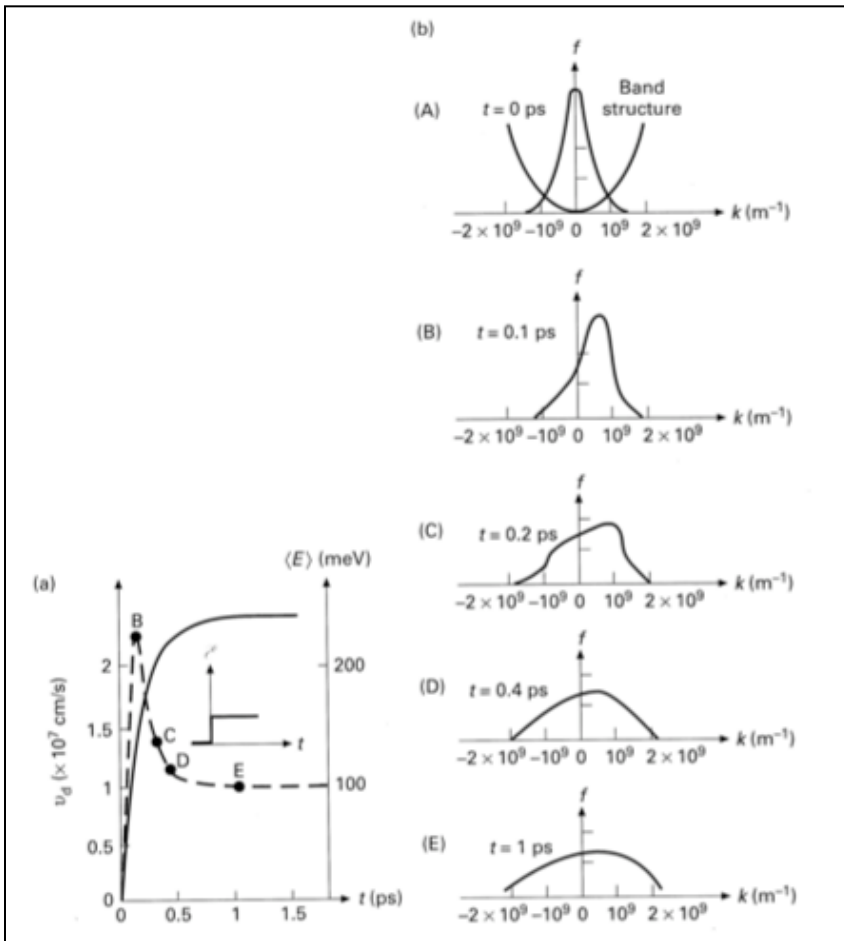 (b)
f
(A) t = 0 ps Band
structure
k (m⁻¹)
−2 × 10⁹ −10⁹ 0 10⁹ 2 × 10⁹
f
(B) t = 0.1 ps
k (m⁻¹)
−2 × 10⁹ −10⁹ 0 10⁹ 2 × 10⁹
f
(C) t = 0.2 ps
k (m⁻¹)
−2 × 10⁹ −10⁹ 0 10⁹ 2 × 10⁹
f
(D) t = 0.4 ps
k (m⁻¹)
−2 × 10⁹ −10⁹ 0 10⁹ 2 × 10⁹
f
(E) t = 1 ps
k (m⁻¹)
−2 × 10⁹ −10⁹ 0 10⁹ 2 × 10⁹
(a)
⟨E⟩ (meV)
B
2
200
1.5
C
t
D
E
1
100
0.5
0
υd (× 10⁷ cm/s)
0 0.5 1 1.5
t (ps)